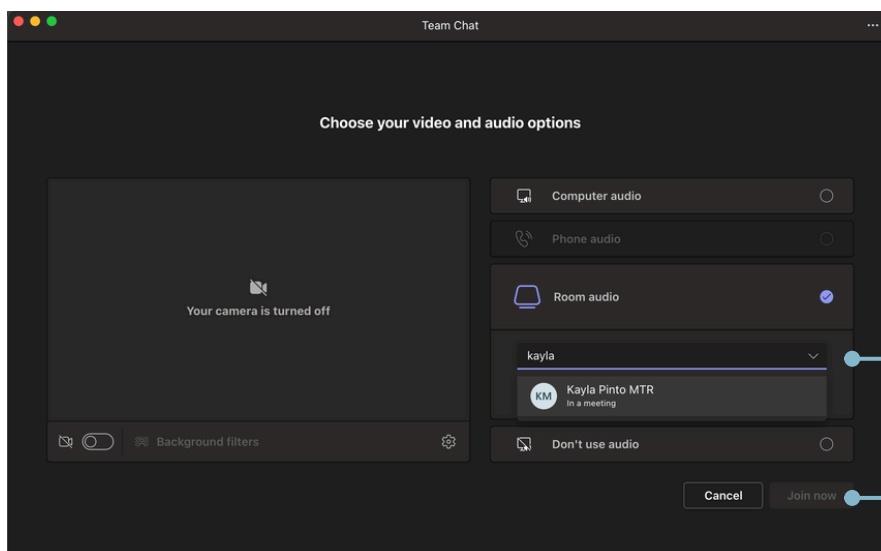 Team Chat
Choose your video and audio options
Your camera is turned off
Background filters
Computer audio
Phone audio
Room audio
kayla
KM
Kayla Pinto MTR
In a meeting
Don't use audio
Cancel
Join now